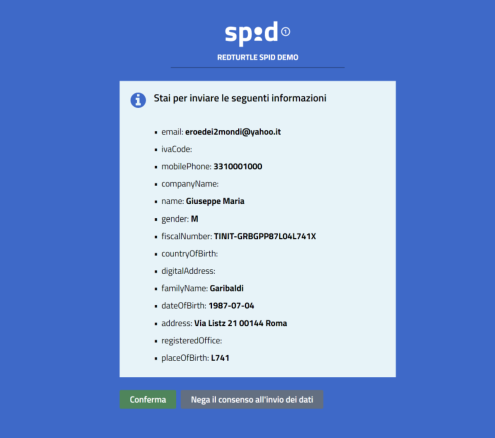 spid
REDTURTLE SPID DEMO
Stai per inviare le seguenti informazioni
email: eroedei2mondi@yahoo.it
ivaCode:
mobilePhone: 3310001000
companyName:
name: Giuseppe Maria
gender: M
fiscalNumber: TINIT-GRBGPP87L04L741X
countryOfBirth:
digitalAddress:
familyName: Garibaldi
dateOfBirth: 1987-07-04
address: Via Listz 21 00144 Roma
registeredOffice:
placeOfBirth: L741
Conferma
Nega il consenso all'invio dei dati